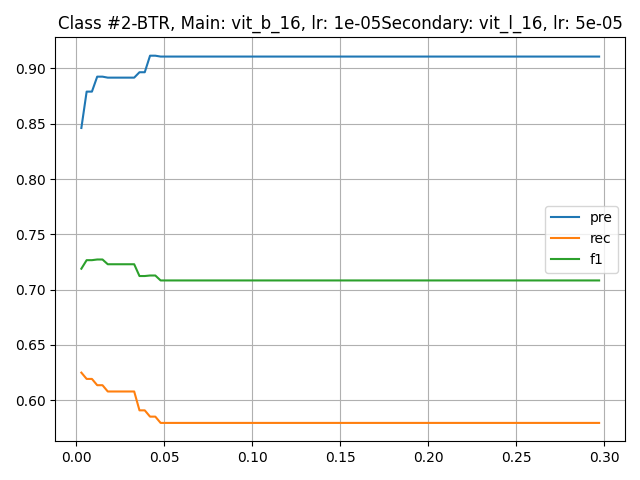 Class #2-BTR, Main: vit_b_16, lr: 1e-05Secondary: vit_l_16, lr: 5e-05
0.90
0.85
0.80
0.75
0.70
0.65
0.60
pre
rec
f1
0.00 0.05 0.10 0.15 0.20 0.25 0.30